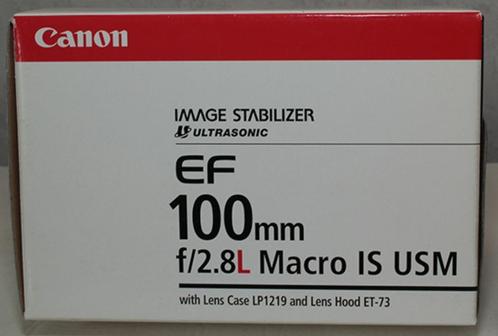 Canon
IMAGE STABILIZER
ULTRASONIC
EF
100mm
f/2.8L Macro IS USM
with Lens Case LP1219 and Lens Hood ET-73